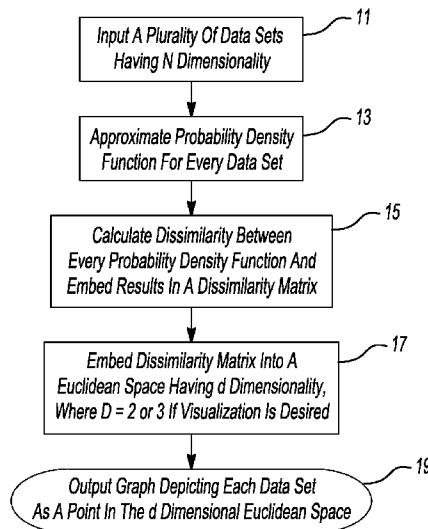 11
Input A Plurality Of Data Sets
Having N Dimensionality
13
Approximate Probability Density
Function For Every Data Set
15
Calculate Dissimilarity Between
Every Probability Density Function And
Embed Results In A Dissimilarity Matrix
17
Embed Dissimilarity Matrix Into A
Euclidean Space Having d Dimensionality,
Where D = 2 or 3 If Visualization Is Desired
19
Output Graph Depicting Each Data Set
As A Point In The d Dimensional Euclidean Space